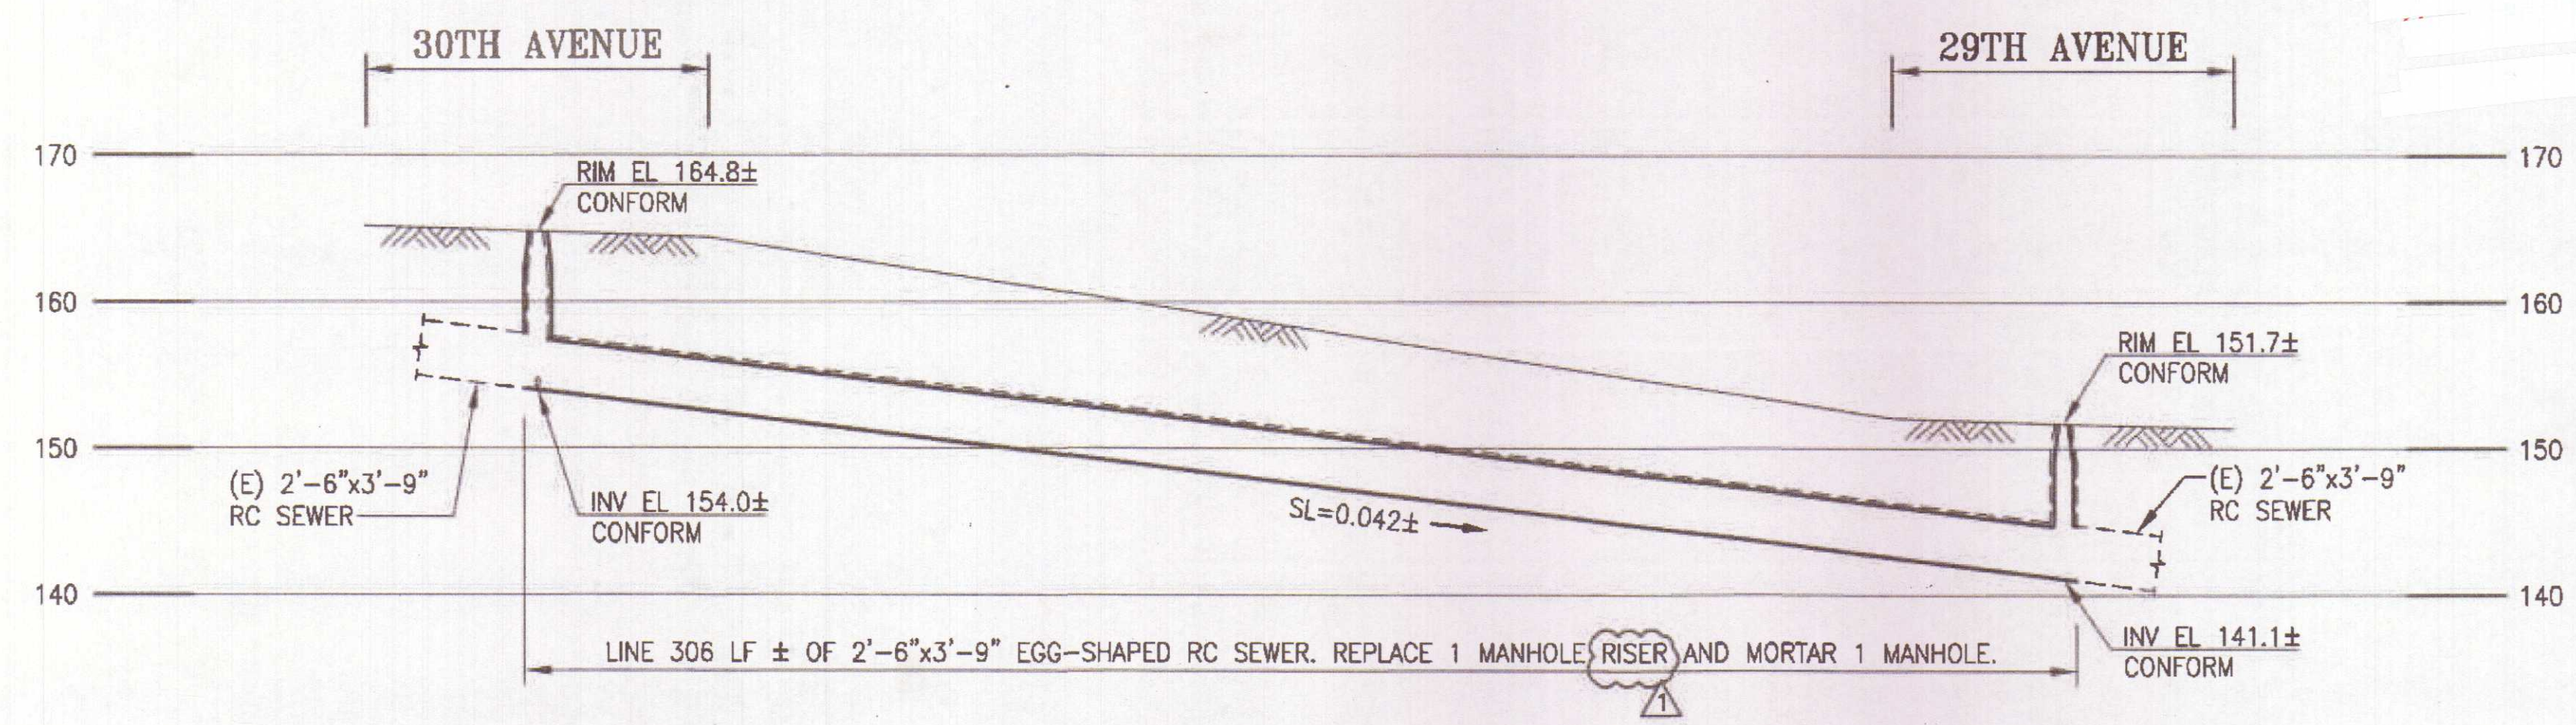 30TH AVENUE
29TH AVENUE
170
170
RIM EL 164.8±
CONFORM
160
160
RIM EL 151.7±
CONFORM
150
150
(E) 2'-6"x3'-9"
RC SEWER
INV EL 154.0±
CONFORM
SL=0.042±
(E) 2'-6"x3'-9"
RC SEWER
140
140
LINE 306 LF ± OF 2'-6"x3'-9" EGG-SHAPED RC SEWER. REPLACE 1 MANHOLE RISER AND MORTAR 1 MANHOLE.
1
INV EL 141.1±
CONFORM